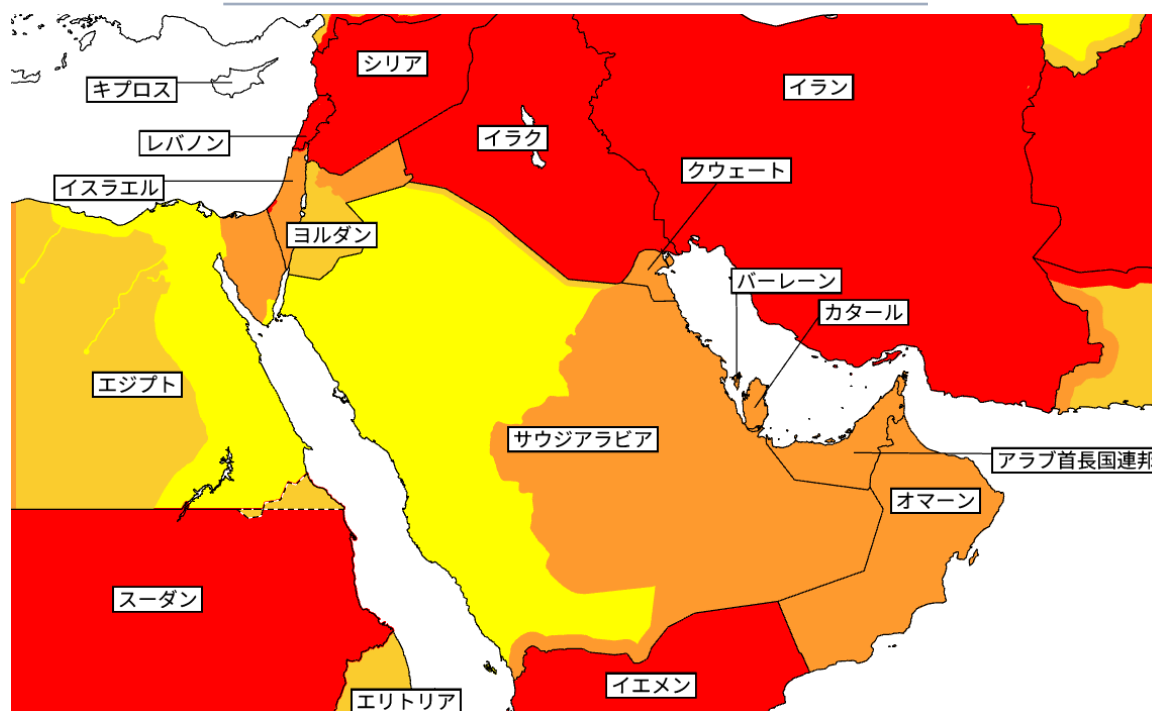 シリア
キプロス
イラン
レバノン
イラク
クウェート
イスラエル
ヨルダン
バーレーン
カタール
エジプト
サウジアラビア
アラブ首長国連邦
オマーン
スーダン
イエメン
エリトリア